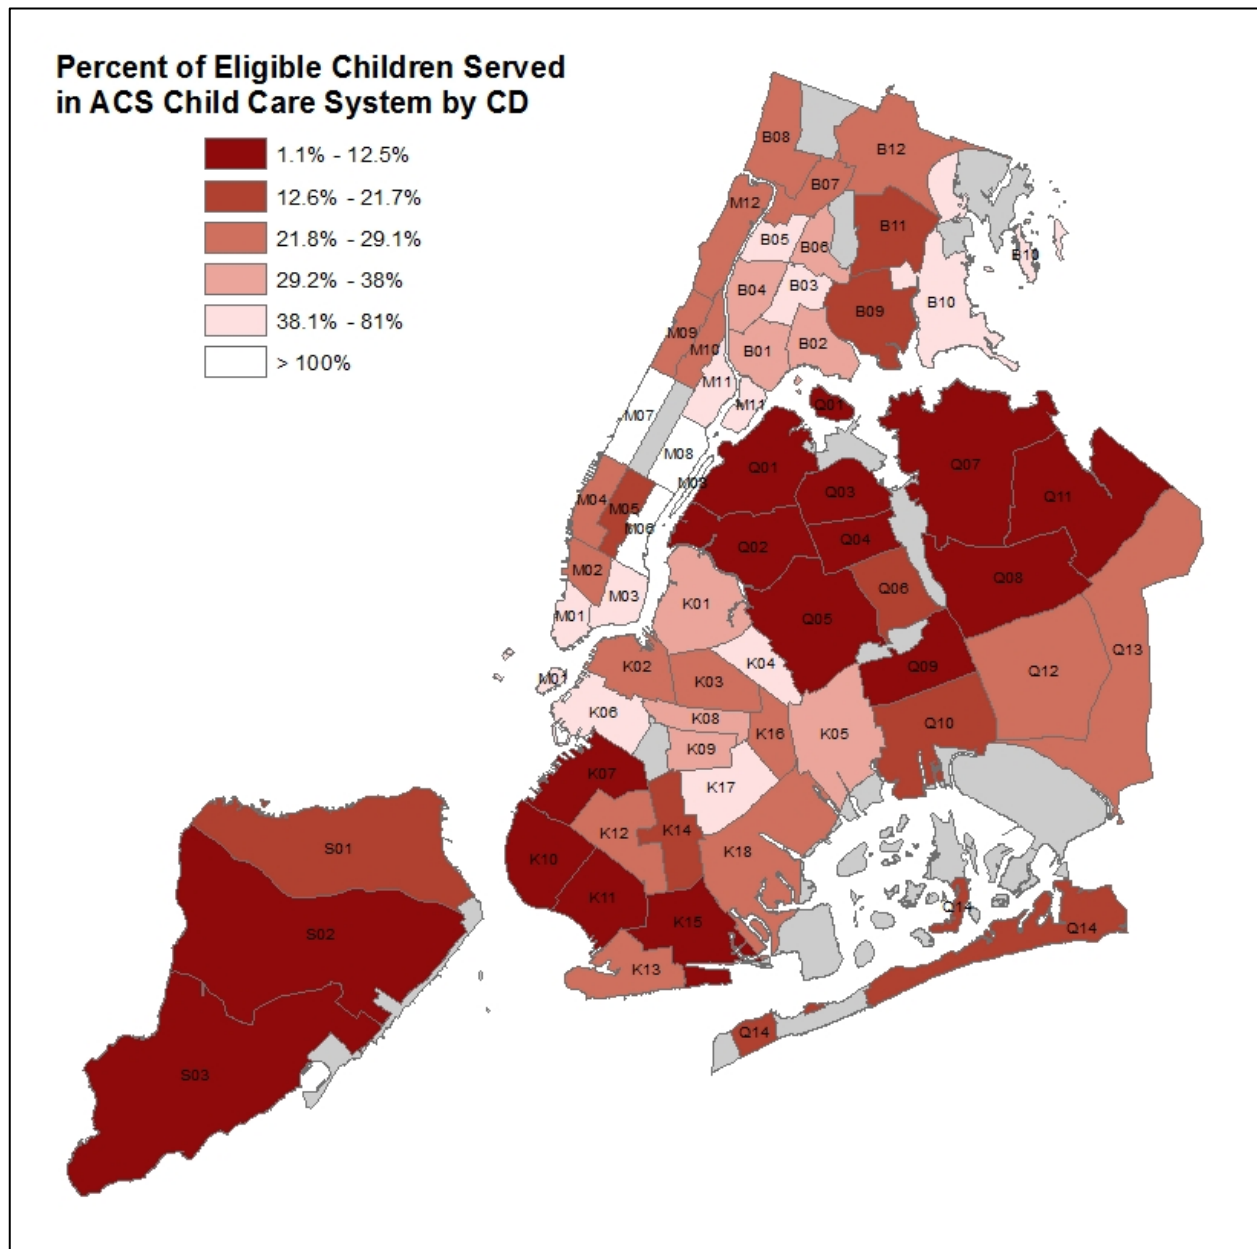 Percent of Eligible Children Served
in ACS Child Care System by CD
1.1% - 12.5%
12.6% - 21.7%
21.8% - 29.1%
29.2% - 38%
38.1% - 81%
> 100%
B08
B12
B07
M12
B11
B05
B06
B10
B04
B03
B10
B09
M09
M10
B01
B02
M11
M11
Q01
M07
M08
Q01
Q07
M08
Q03
Q11
M04
M05
M06
Q04
Q02
M02
Q08
Q06
M03
K01
M01
Q05
K04
Q13
K02
Q09
Q12
M01
K03
K06
K08
Q10
K16
K05
K09
K07
K17
K12
K14
S01
K10
K18
K11
Q14
K15
S02
Q14
K13
Q14
S03